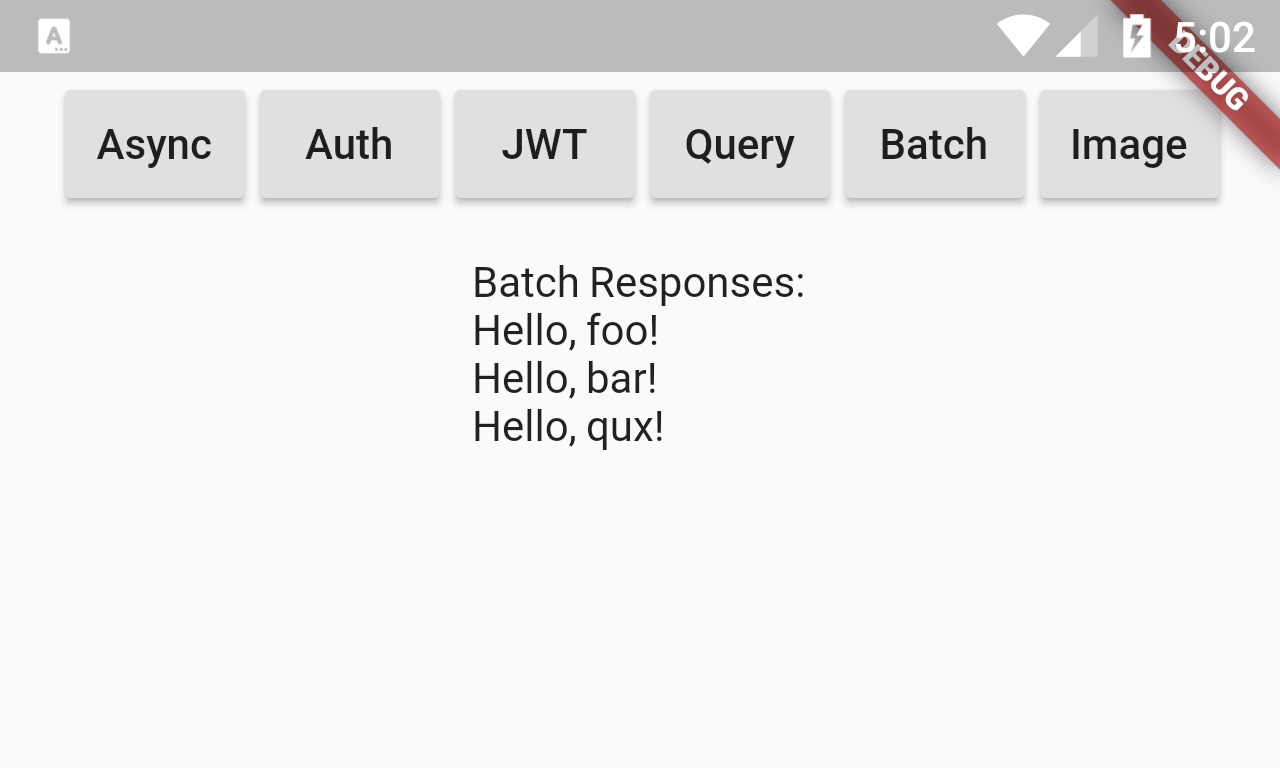 A
5:02
DEBUG
Async Auth JWT Query Batch Image
Batch Responses:
Hello, foo!
Hello, bar!
Hello, qux!